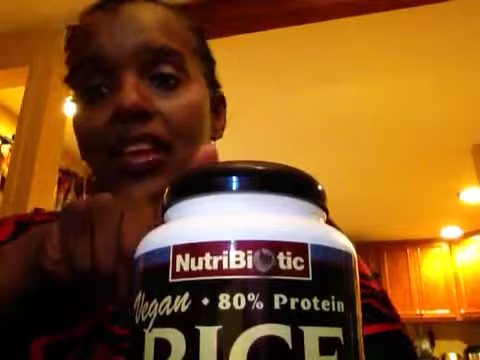 NutriBiotic
Vegan • 80% Protein
RICE